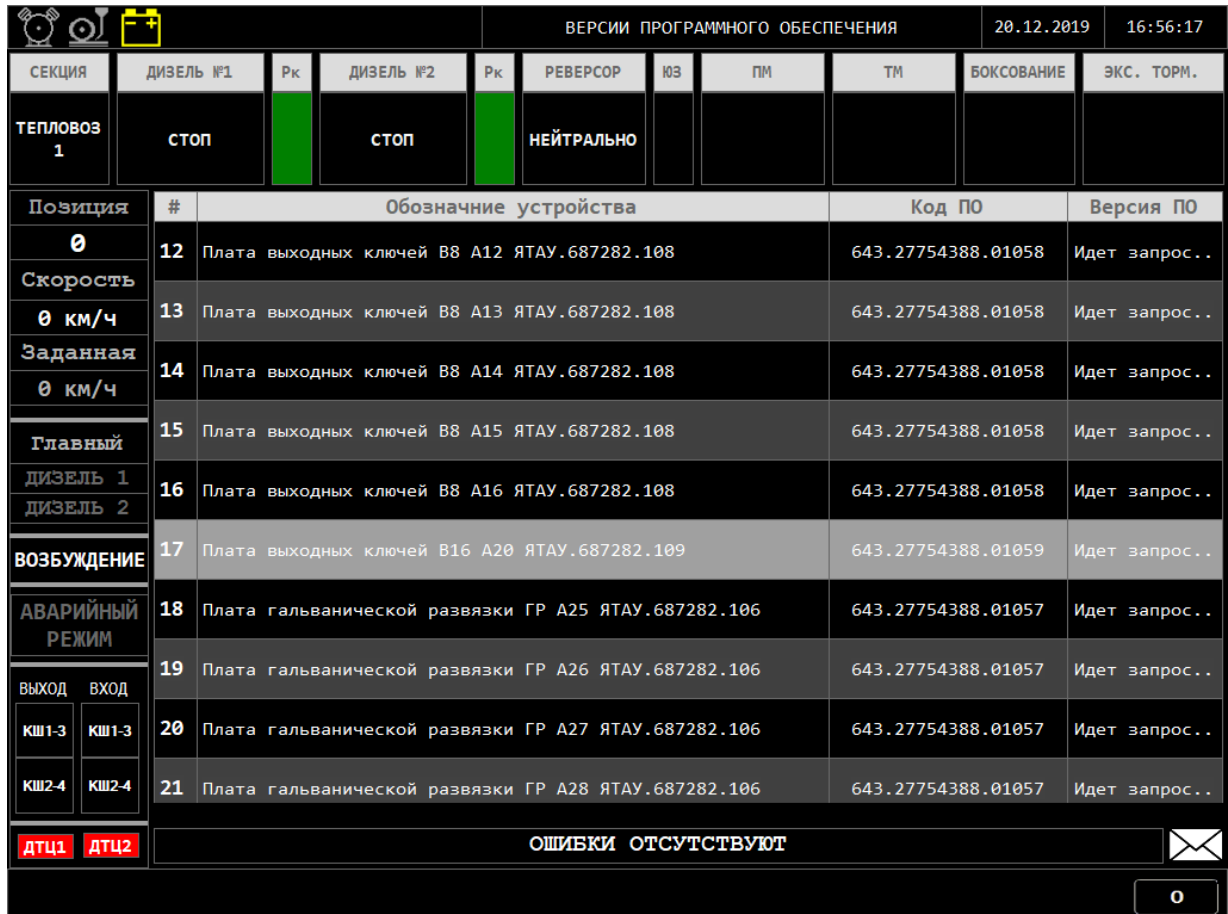 ВЕРСИИ ПРОГРАММНОГО ОБЕСПЕЧЕНИЯ 20.12.2019 16:56:17
СЕКЦИЯ ДИЗЕЛЬ №1 Рк ДИЗЕЛЬ №2 Рк РЕВЕРСОР ЮЗ ПМ ТМ БОКСОВАНИЕ ЭКС. ТОРМ.
ТЕПЛОВОЗ
1
СТОП СТОП НЕЙТРАЛЬНО
Позиция
0
Скорость
0 км/ч
Заданная
0 км/ч
Главный
ДИЗЕЛЬ 1
ДИЗЕЛЬ 2
ВОЗБУЖДЕНИЕ
АВАРИЙНЫЙ
РЕЖИМ
ВЫХОД ВХОД
КШ1-3 КШ1-3
КШ2-4 КШ2-4
ДТЦ1 ДТЦ2
# Обозначние устройства Код ПО Версия ПО
12 Плата выходных ключей В8 А12 ЯТАУ.687282.108 643.27754388.01058 Идет запрос..
13 Плата выходных ключей В8 А13 ЯТАУ.687282.108 643.27754388.01058 Идет запрос..
14 Плата выходных ключей В8 А14 ЯТАУ.687282.108 643.27754388.01058 Идет запрос..
15 Плата выходных ключей В8 А15 ЯТАУ.687282.108 643.27754388.01058 Идет запрос..
16 Плата выходных ключей В8 А16 ЯТАУ.687282.108 643.27754388.01058 Идет запрос..
17 Плата выходных ключей В16 А20 ЯТАУ.687282.109 643.27754388.01059 Идет запрос..
18 Плата гальванической развязки ГР А25 ЯТАУ.687282.106 643.27754388.01057 Идет запрос..
19 Плата гальванической развязки ГР А26 ЯТАУ.687282.106 643.27754388.01057 Идет запрос..
20 Плата гальванической развязки ГР А27 ЯТАУ.687282.106 643.27754388.01057 Идет запрос..
21 Плата гальванической развязки ГР А28 ЯТАУ.687282.106 643.27754388.01057 Идет запрос..
ОШИБКИ ОТСУТСТВУЮТ
О